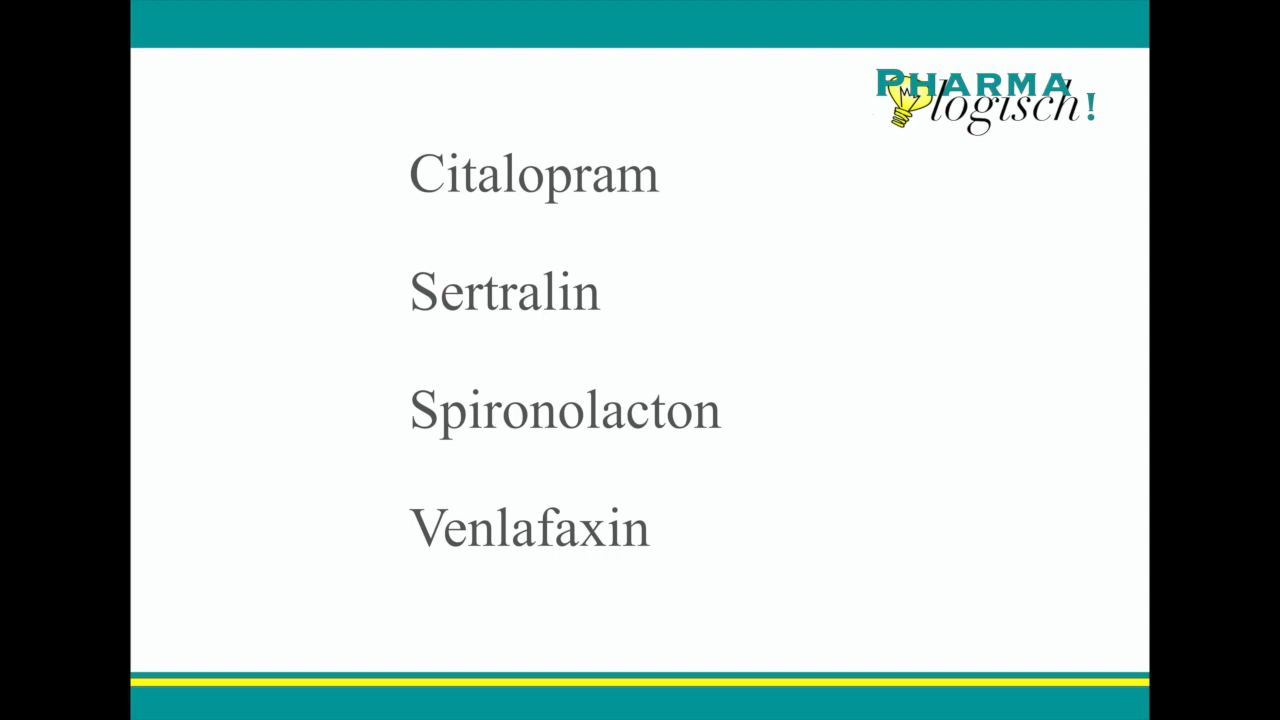 PHARMA
logisch!
Citalopram
Sertralin
Spironolacton
Venlafaxin